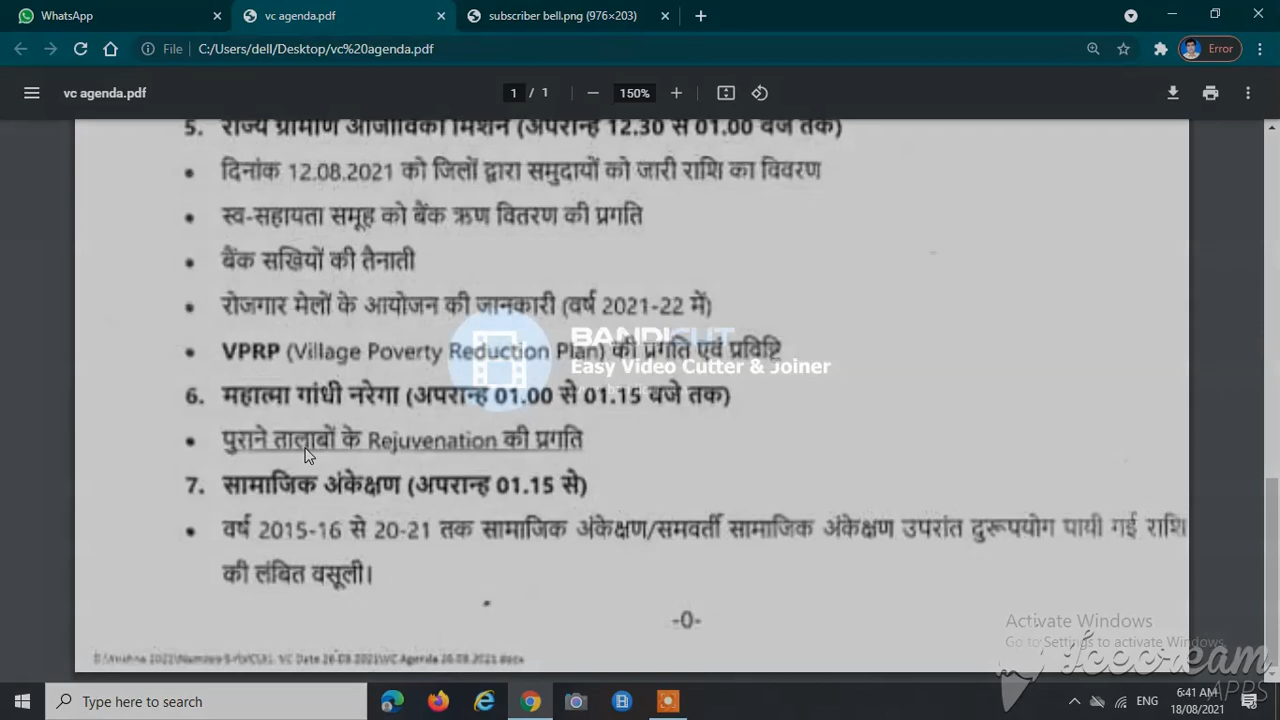 WhatsApp
vc agenda.pdf
subscriber bell.png (976×203)
File C:/Users/dell/Desktop/vc%20agenda.pdf
Error
vc agenda.pdf
1 / 1
150%
5. राज्य ग्रामीण आजीविका मिशन (अपरान्ह 12.30 से 01.00 बजे तक)
• दिनांक 12.08.2021 को जिलों द्वारा समुदायों को जारी राशि का विवरण
• स्व-सहायता समूह को बैंक ऋण वितरण की प्रगति
• बैंक सखियों की तैनाती
• रोजगार मेलों के आयोजन की जानकारी (वर्ष 2021-22 में)
BANDICUT
• VPRP (Village Poverty Reduction Plan) की प्रगति एवं प्रविष्टि
Easy Video Cutter & Joiner
6. महात्मा गांधी नरेगा (अपरान्ह 01.00 से 01.15 बजे तक)
• पुराने तालाबों के Rejuvenation की प्रगति
7. सामाजिक अंकेक्षण (अपरान्ह 01.15 से)
• वर्ष 2015-16 से 20-21 तक सामाजिक अंकेक्षण/समवर्ती सामाजिक अंकेक्षण उपरांत दुरूपयोग पायी गई राशि
की लंबित वसूली।
-0-
Activate Windows
Go to Settings to activate Windows.
VC Agenda
Icecream
APPS
Type here to search
ENG
6:41 AM
18/08/2021